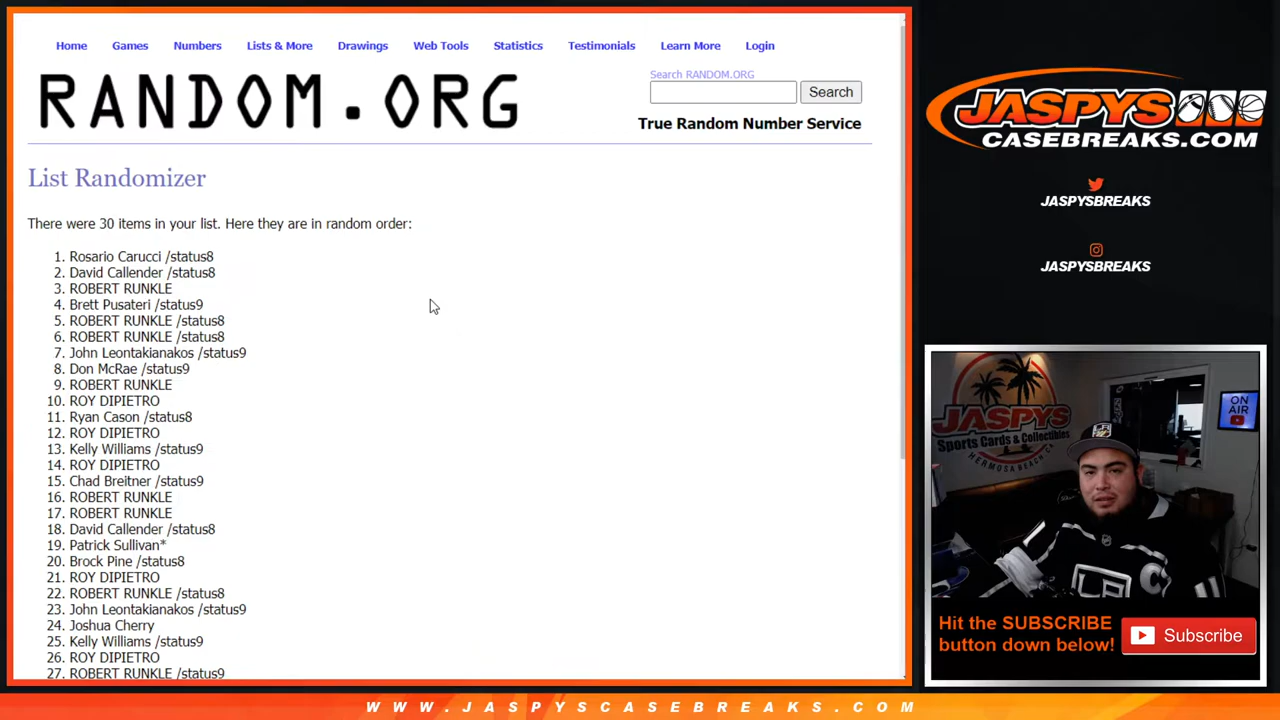 Home Games Numbers Lists & More Drawings Web Tools Statistics Testimonials Learn More Login
RANDOM.ORG
Search RANDOM.ORG
Search
True Random Number Service
List Randomizer
There were 30 items in your list. Here they are in random order:
1. Rosario Carucci /status8
2. David Callender /status8
3. ROBERT RUNKLE
4. Brett Pusateri /status9
5. ROBERT RUNKLE /status8
6. ROBERT RUNKLE /status8
7. John Leontakianakos /status9
8. Don McRae /status9
9. ROBERT RUNKLE
10. ROY DIPIETRO
11. Ryan Cason /status8
12. ROY DIPIETRO
13. Kelly Williams /status9
14. ROY DIPIETRO
15. Chad Breitner /status9
16. ROBERT RUNKLE
17. ROBERT RUNKLE
18. David Callender /status8
19. Patrick Sullivan*
20. Brock Pine /status8
21. ROY DIPIETRO
22. ROBERT RUNKLE /status8
23. John Leontakianakos /status9
24. Joshua Cherry
25. Kelly Williams /status9
26. ROY DIPIETRO
27. ROBERT RUNKLE /status8
JASPYS
CASEBREAKS.COM
JASPYSBREAKS
JASPYSBREAKS
JASPYS
Sports Cards & Collectibles
HERMOSA BEACH CA
ON
AIR
LA
Hit the SUBSCRIBE
button down below!
Subscribe
WWW.JASPYSCASEBREAKS.COM